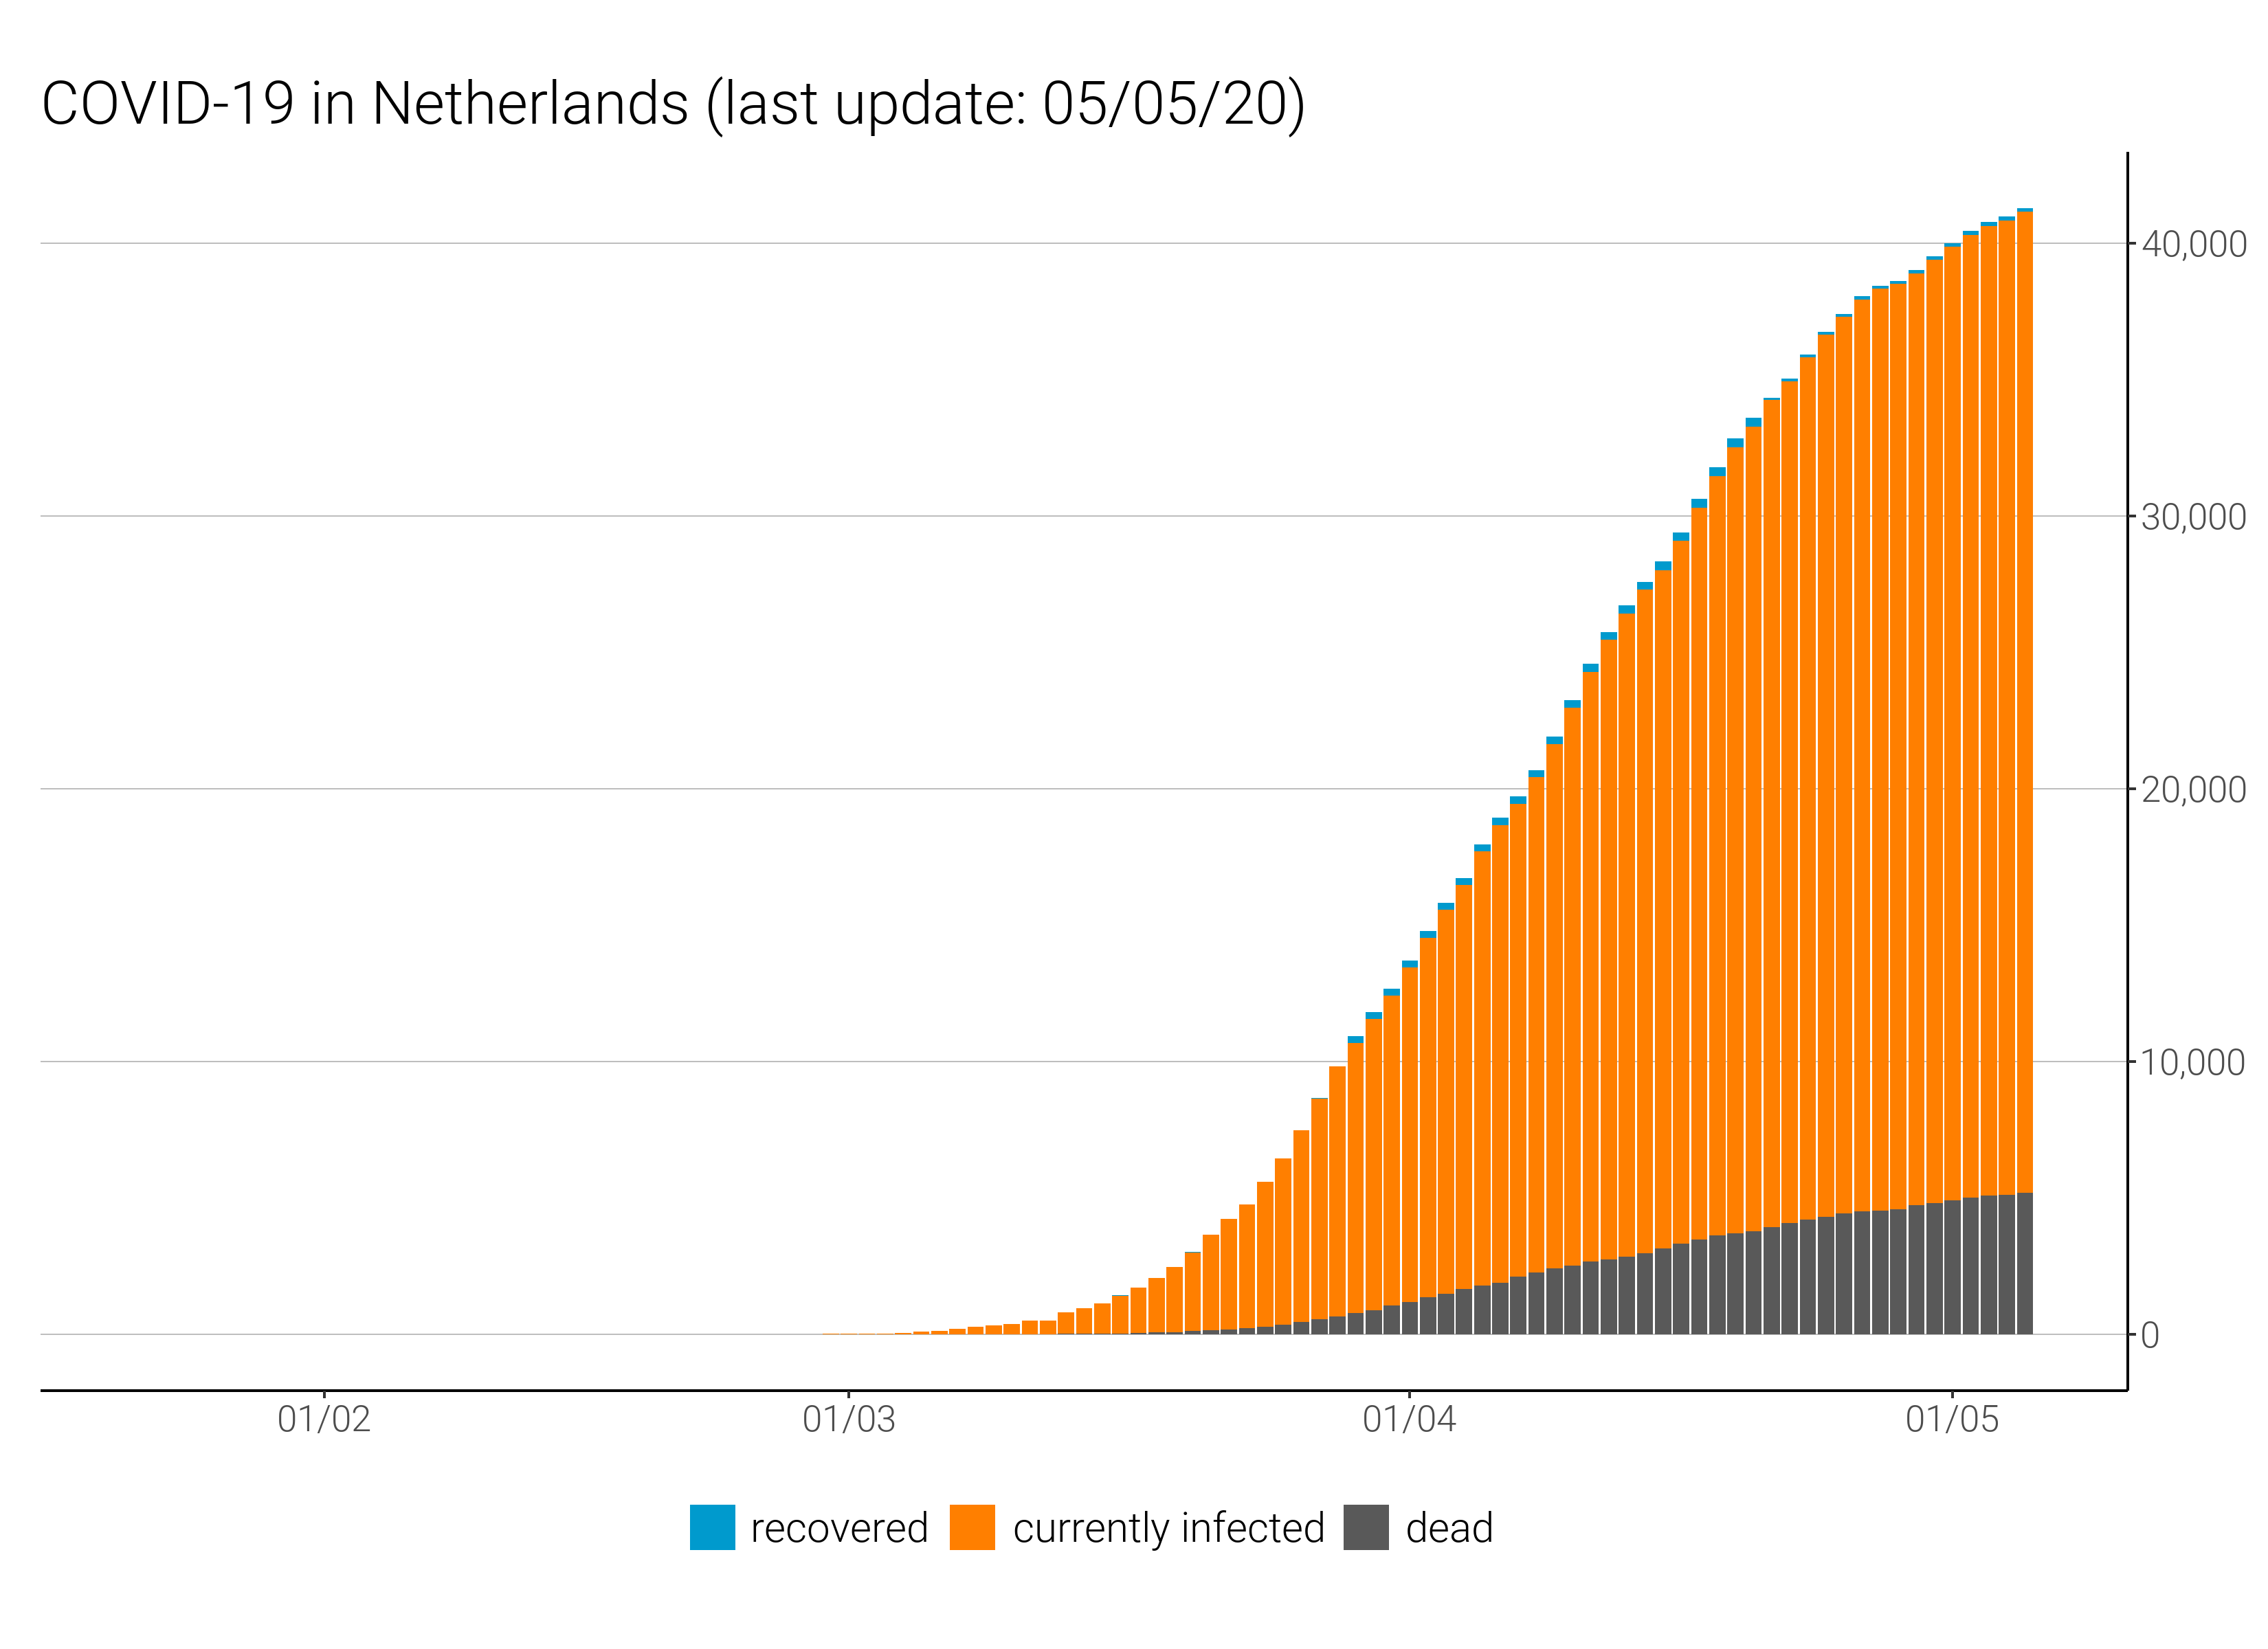 COVID-19 in Netherlands (last update: 05/05/20)
40,000
30,000
20,000
10,000
0
01/02 01/03 01/04 01/05
recovered currently infected dead